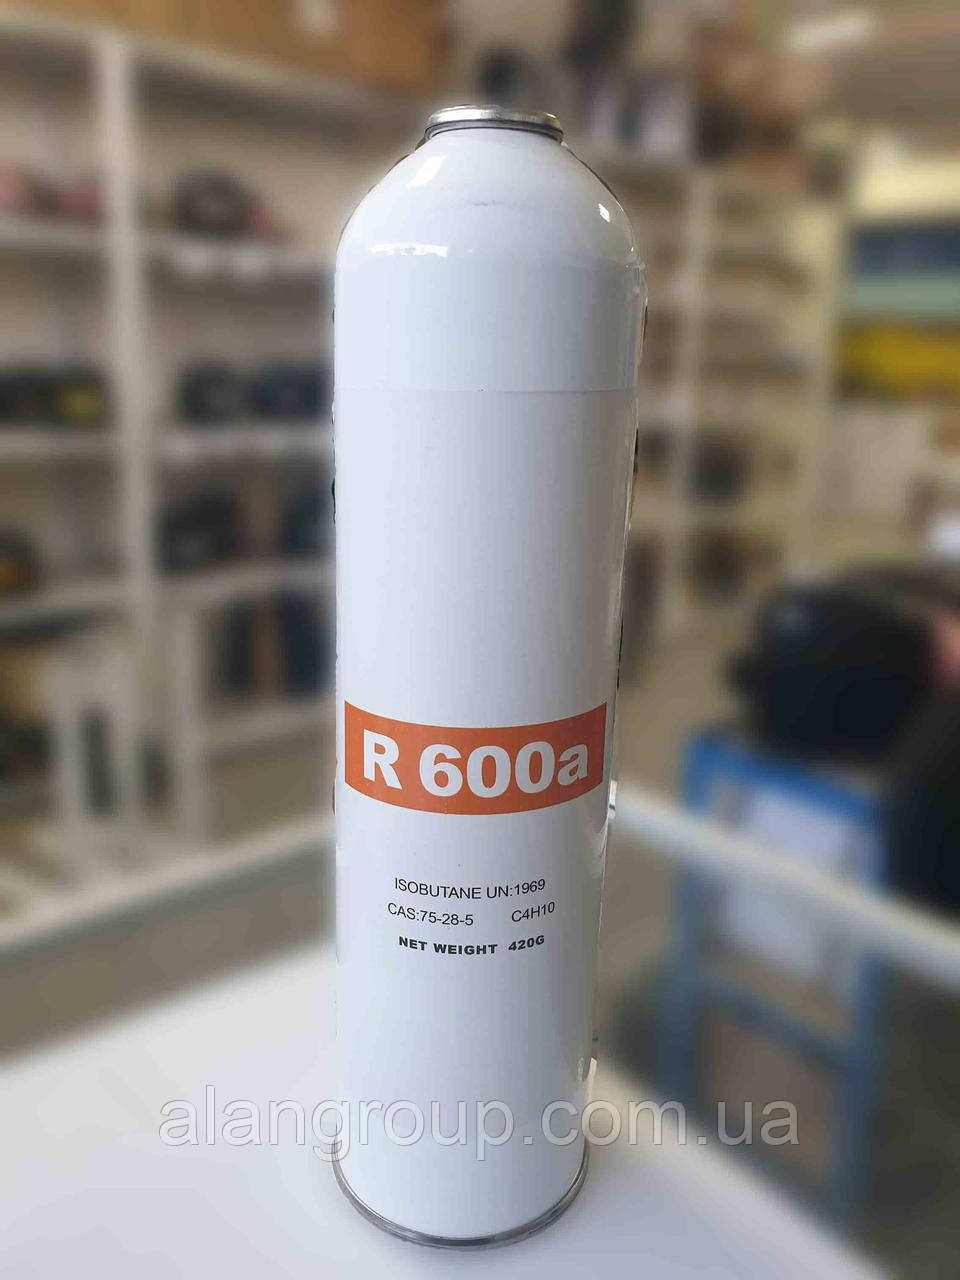 R 600a
ISOBUTANE UN:1969
CAS:75-28-5 C4H10
NET WEIGHT 420G
alangroup.com.ua